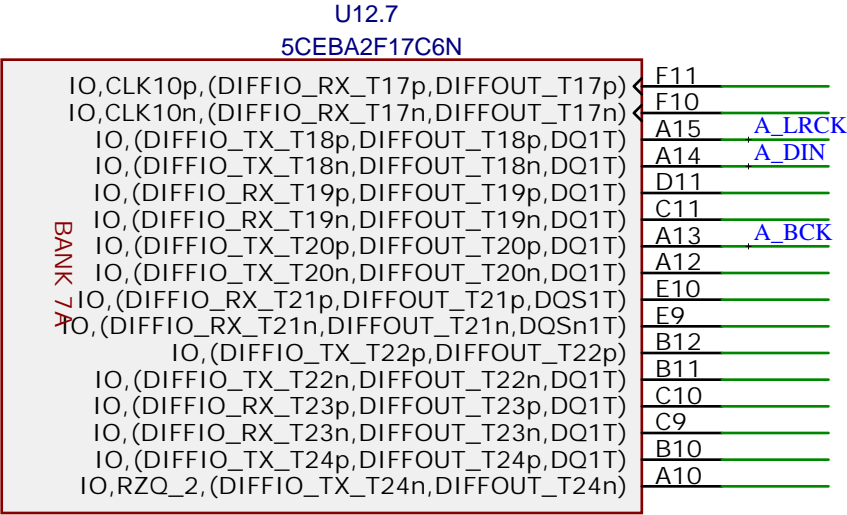 U12.7
5CEBA2F17C6N
IO,CLK10p,(DIFFIO_RX_T17p,DIFFOUT_T17p) F11
IO,CLK10n,(DIFFIO_RX_T17n,DIFFOUT_T17n) F10
IO,(DIFFIO_TX_T18p,DIFFOUT_T18p,DQ1T) A15 A_LRCK
IO,(DIFFIO_TX_T18n,DIFFOUT_T18n,DQ1T) A14 A_DIN
IO,(DIFFIO_RX_T19p,DIFFOUT_T19p,DQ1T) D11
IO,(DIFFIO_RX_T19n,DIFFOUT_T19n,DQ1T) C11
IO,(DIFFIO_TX_T20p,DIFFOUT_T20p,DQ1T) A13 A_BCK
IO,(DIFFIO_TX_T20n,DIFFOUT_T20n,DQ1T) A12
IO,(DIFFIO_RX_T21p,DIFFOUT_T21p,DQS1T) E10
IO,(DIFFIO_RX_T21n,DIFFOUT_T21n,DQSn1T) E9
IO,(DIFFIO_TX_T22p,DIFFOUT_T22p) B12
IO,(DIFFIO_TX_T22n,DIFFOUT_T22n,DQ1T) B11
IO,(DIFFIO_RX_T23p,DIFFOUT_T23p,DQ1T) C10
IO,(DIFFIO_RX_T23n,DIFFOUT_T23n,DQ1T) C9
IO,(DIFFIO_TX_T24p,DIFFOUT_T24p,DQ1T) B10
IO,RZQ_2,(DIFFIO_TX_T24n,DIFFOUT_T24n) A10
BANK 7A